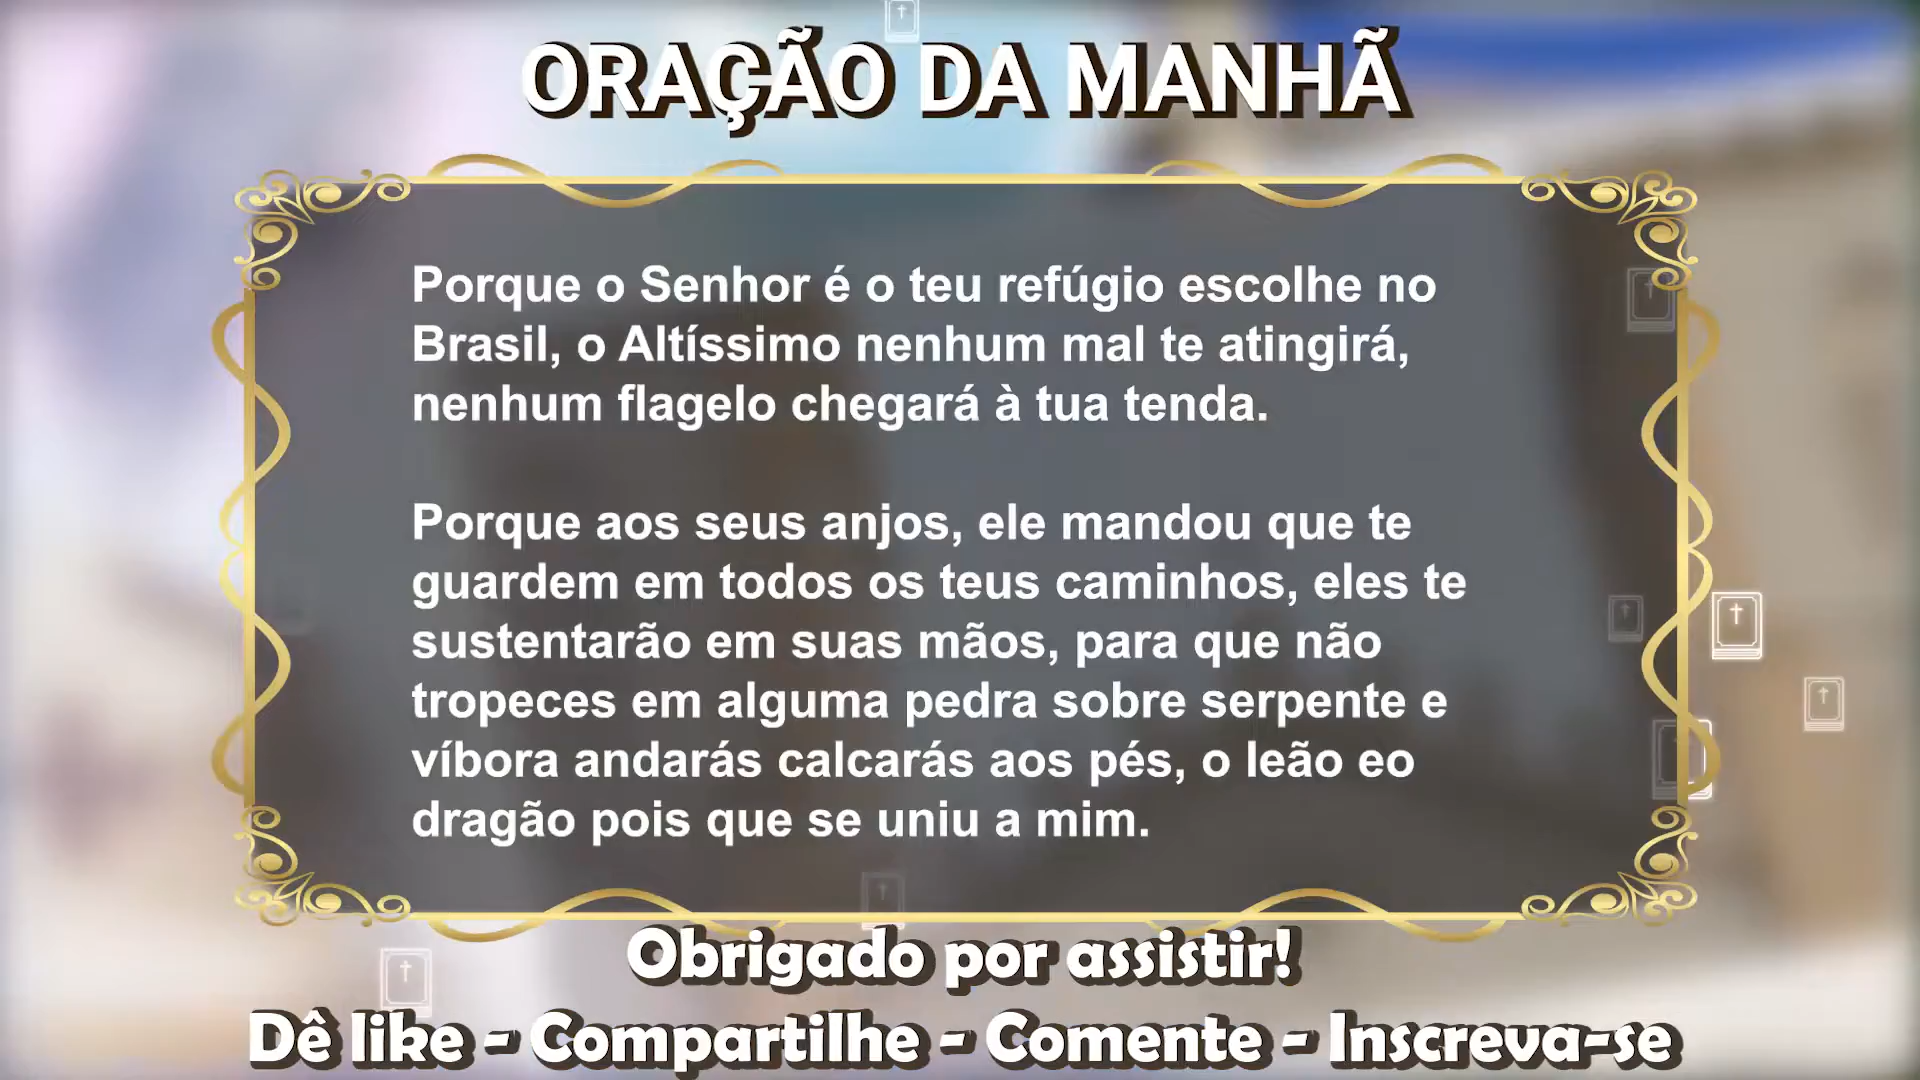 ORAÇÃO DA MANHÃ
Porque o Senhor é o teu refúgio escolhe no
Brasil, o Altíssimo nenhum mal te atingirá,
nenhum flagelo chegará à tua tenda.
Porque aos seus anjos, ele mandou que te
guardem em todos os teus caminhos, eles te
sustentarão em suas mãos, para que não
tropeces em alguma pedra sobre serpente e
víbora andarás calcarás aos pés, o leão eo
dragão pois que se uniu a mim.
Obrigado por assistir!
Dê like - Compartilhe - Comente - Inscreva-se